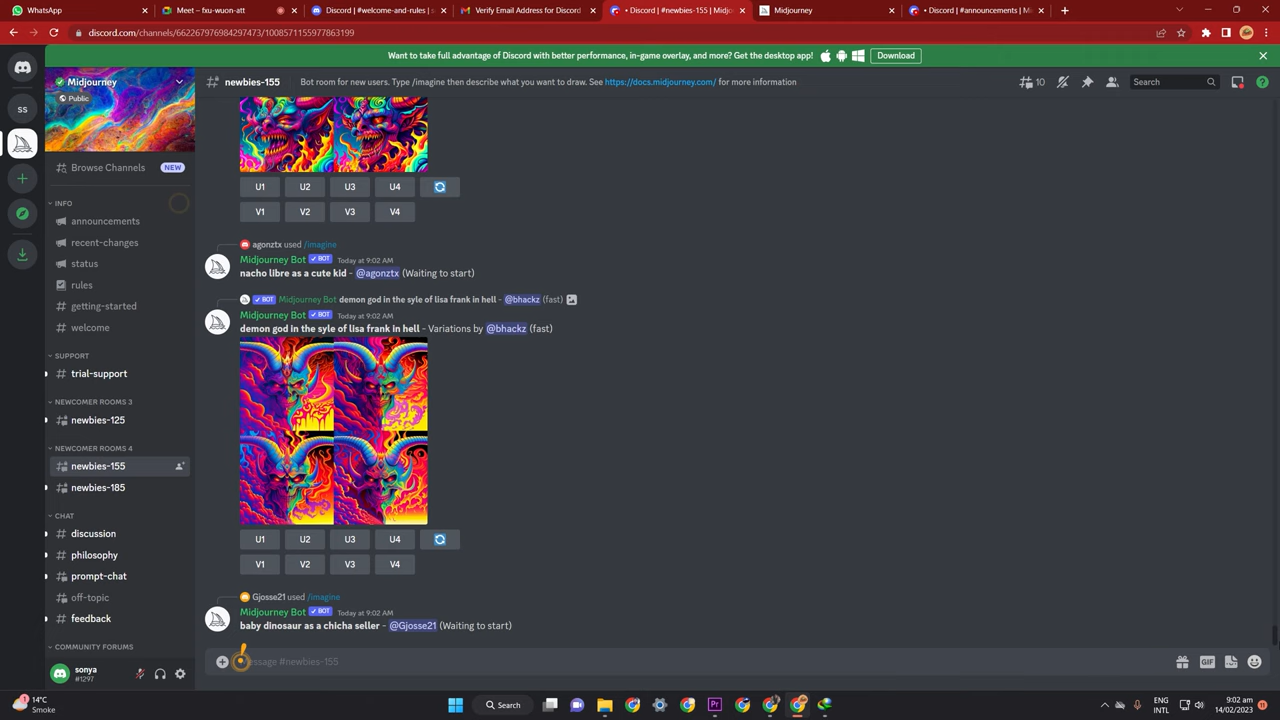 WhatsApp
Meet – fxu-wuon-att
Discord | #welcome-and-rules | s
Verify Email Address for Discord
• Discord | #newbies-155 | Midjou
Midjourney
• Discord | #announcements | Mi
discord.com/channels/662267976984297473/1008571155977863199
Want to take full advantage of Discord with better performance, in-game overlay, and more? Get the desktop app!
Download
Midjourney
Public
newbies-155
Bot room for new users. Type /imagine then describe what you want to draw. See https://docs.midjourney.com/ for more information
10
Search
SS
Browse Channels
NEW
INFO
announcements
recent-changes
status
rules
getting-started
welcome
SUPPORT
trial-support
NEWCOMER ROOMS 3
newbies-125
NEWCOMER ROOMS 4
newbies-155
newbies-185
CHAT
discussion
philosophy
prompt-chat
off-topic
feedback
COMMUNITY FORUMS
sonya
#1297
U1 U2 U3 U4
V1 V2 V3 V4
agonztx used /imagine
Midjourney Bot ✓ BOT Today at 9:02 AM
nacho libre as a cute kid - @agonztx (Waiting to start)
✓ BOT Midjourney Bot demon god in the syle of lisa frank in hell - @bhackz (fast)
Midjourney Bot ✓ BOT Today at 9:02 AM
demon god in the syle of lisa frank in hell - Variations by @bhackz (fast)
U1 U2 U3 U4
V1 V2 V3 V4
Gjosse21 used /imagine
Midjourney Bot ✓ BOT Today at 9:02 AM
baby dinosaur as a chicha seller - @Gjosse21 (Waiting to start)
Message #newbies-155
GIF
14°C
Smoke
Search
Pr
ENG
INTL
9:02 am
14/02/2023